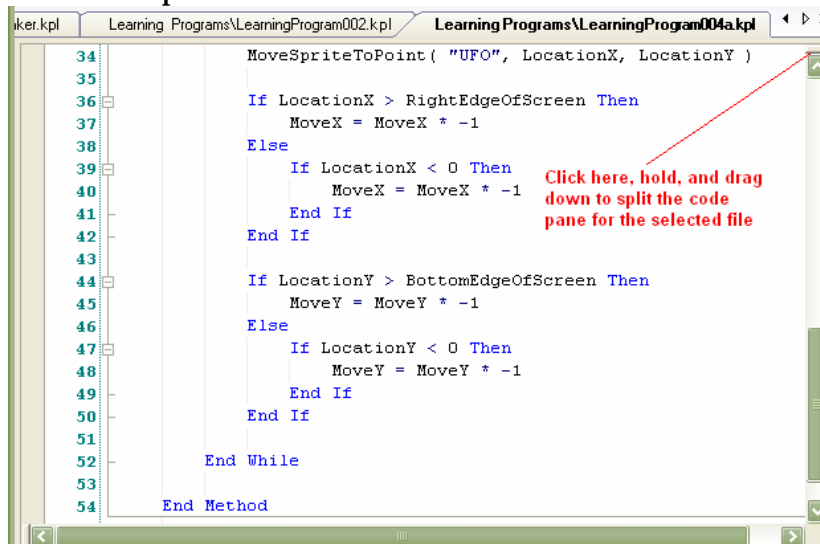 ker.kpl Learning Programs\LearningProgram002.kpl Learning Programs\LearningProgram004a.kpl
34 MoveSpriteToPoint( "UFO", LocationX, LocationY )
35
36 If LocationX > RightEdgeOfScreen Then
37 MoveX = MoveX * -1
38 Else
39 If LocationX < 0 Then
40 MoveX = MoveX * -1
41 End If
42 End If
43
44 If LocationY > BottomEdgeOfScreen Then
45 MoveY = MoveY * -1
46 Else
47 If LocationY < 0 Then
48 MoveY = MoveY * -1
49 End If
50 End If
51
52 End While
53
54 End Method
Click here, hold, and drag
down to split the code
pane for the selected file